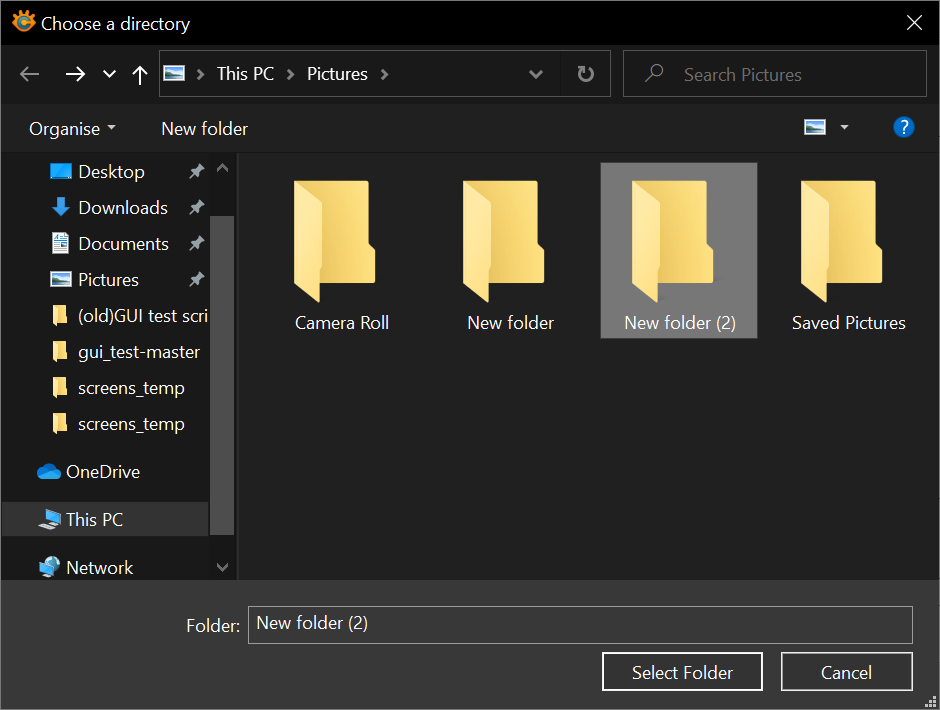 Choose a directory
This PC Pictures
Search Pictures
Organise New folder
?
Desktop
Downloads
Documents
Pictures
(old)GUI test scri
gui_test-master
screens_temp
screens_temp
OneDrive
This PC
Network
Camera Roll
New folder
New folder (2)
Saved Pictures
Folder: New folder (2)
Select Folder Cancel